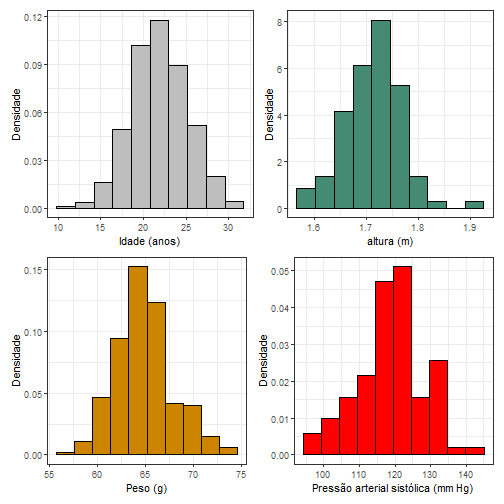 0.12
0.09
0.06
0.03
0.00
Densidade
10 15 20 25 30
Idade (anos)
8
6
4
2
0
Densidade
1.6 1.7 1.8 1.9
altura (m)
0.15
0.10
0.05
0.00
Densidade
55 60 65 70 75
Peso (g)
0.05
0.04
0.03
0.02
0.01
0.00
Densidade
100 110 120 130 140
Pressão arterial sistólica (mm Hg)